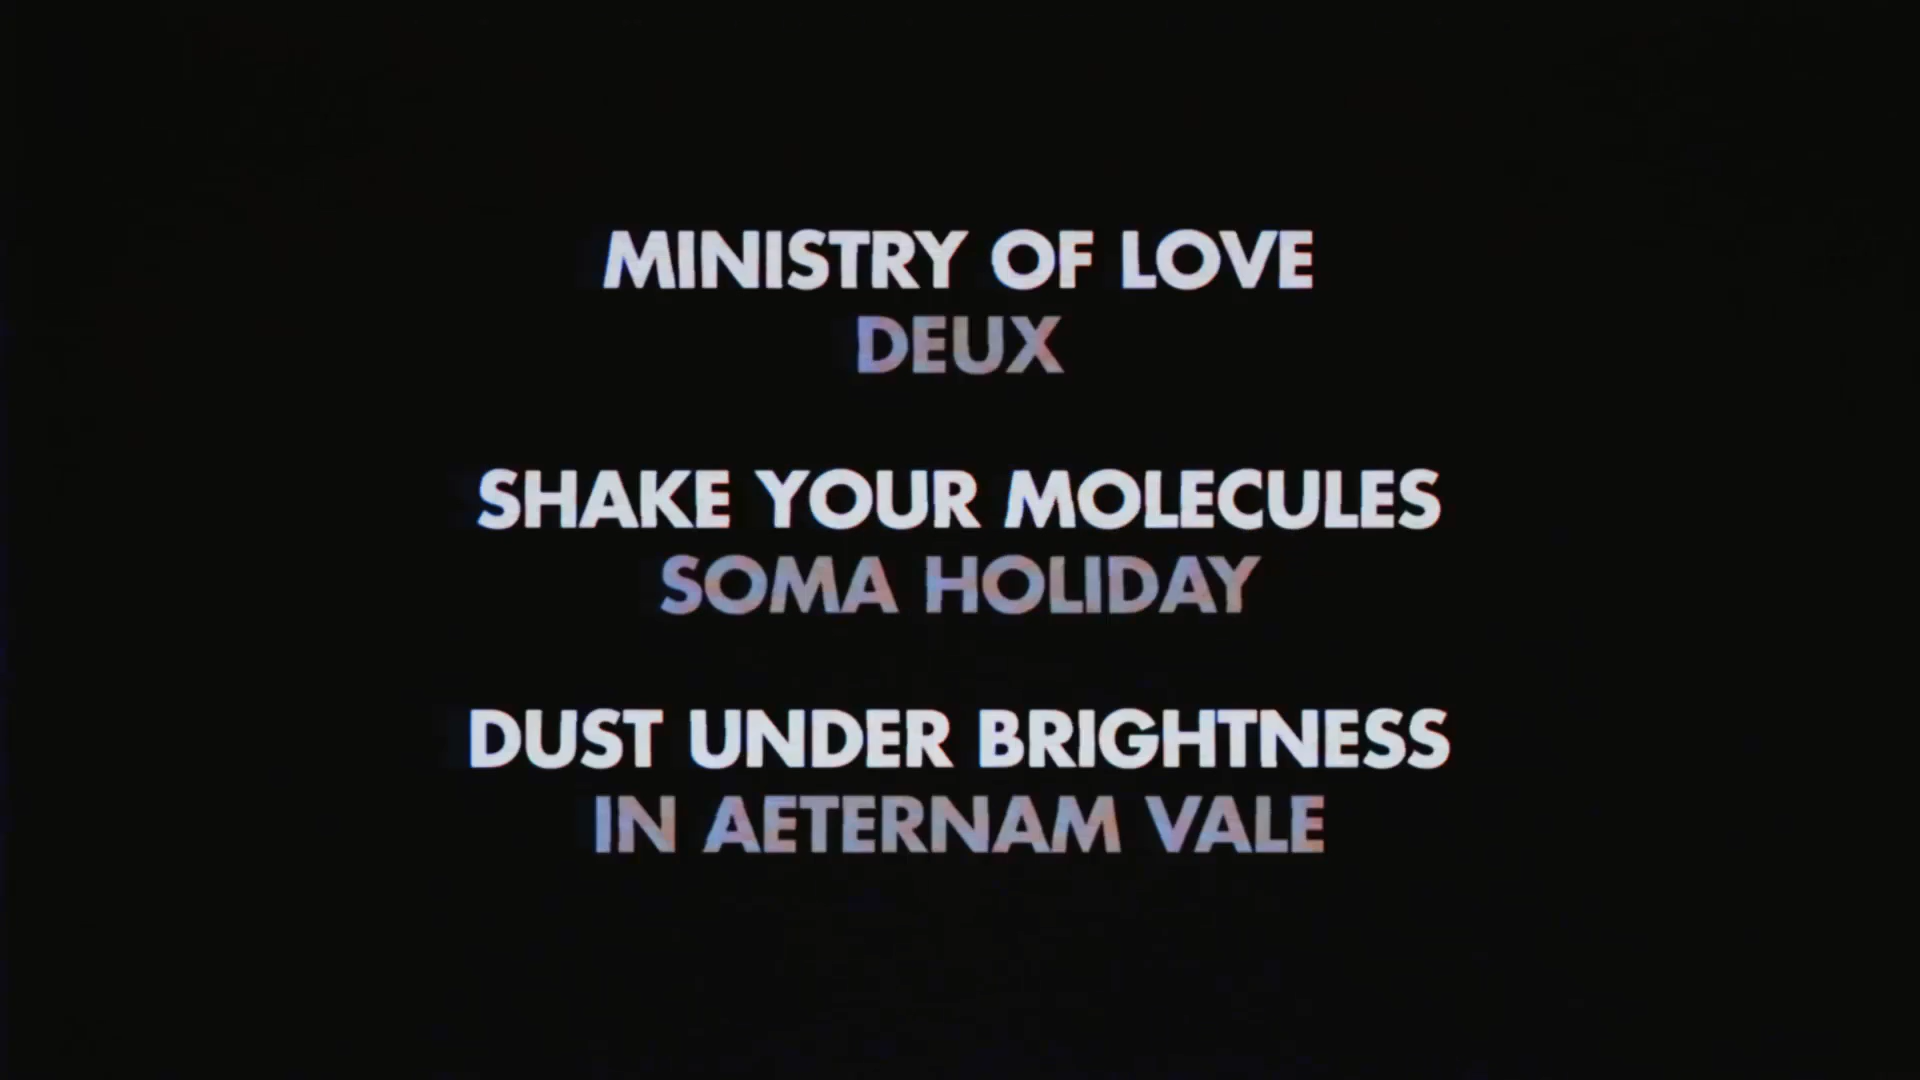 MINISTRY OF LOVE
DEUX
SHAKE YOUR MOLECULES
SOMA HOLIDAY
DUST UNDER BRIGHTNESS
IN AETERNAM VALE